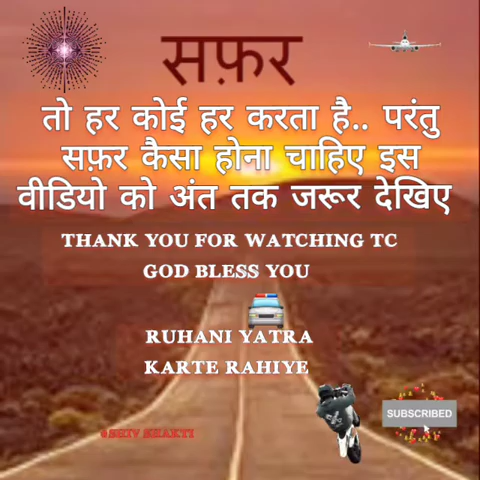 सफ़र
तो हर कोई हर करता है.. परंतु
सफ़र कैसा होना चाहिए इस
वीडियो को अंत तक जरूर देखिए
THANK YOU FOR WATCHING TC
GOD BLESS YOU
RUHANI YATRA
KARTE RAHIYE
SUBSCRIBED
@SHIV SHAKTI